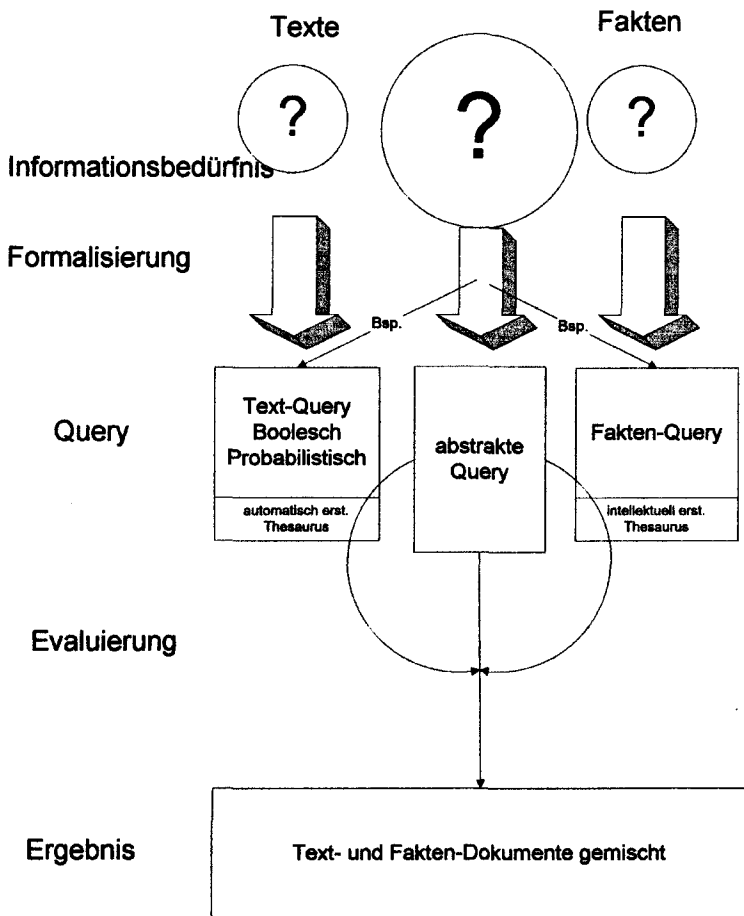 Texte
Fakten
? ? ?
Informationsbedürfnis
Formalisierung
Bsp.
Bsp.
Query
Text-Query
Boolesch
Probabilistisch
automatisch erst.
Thesaurus
abstrakte
Query
Fakten-Query
intellektuell erst.
Thesaurus
Evaluierung
Ergebnis
Text- und Fakten-Dokumente gemischt